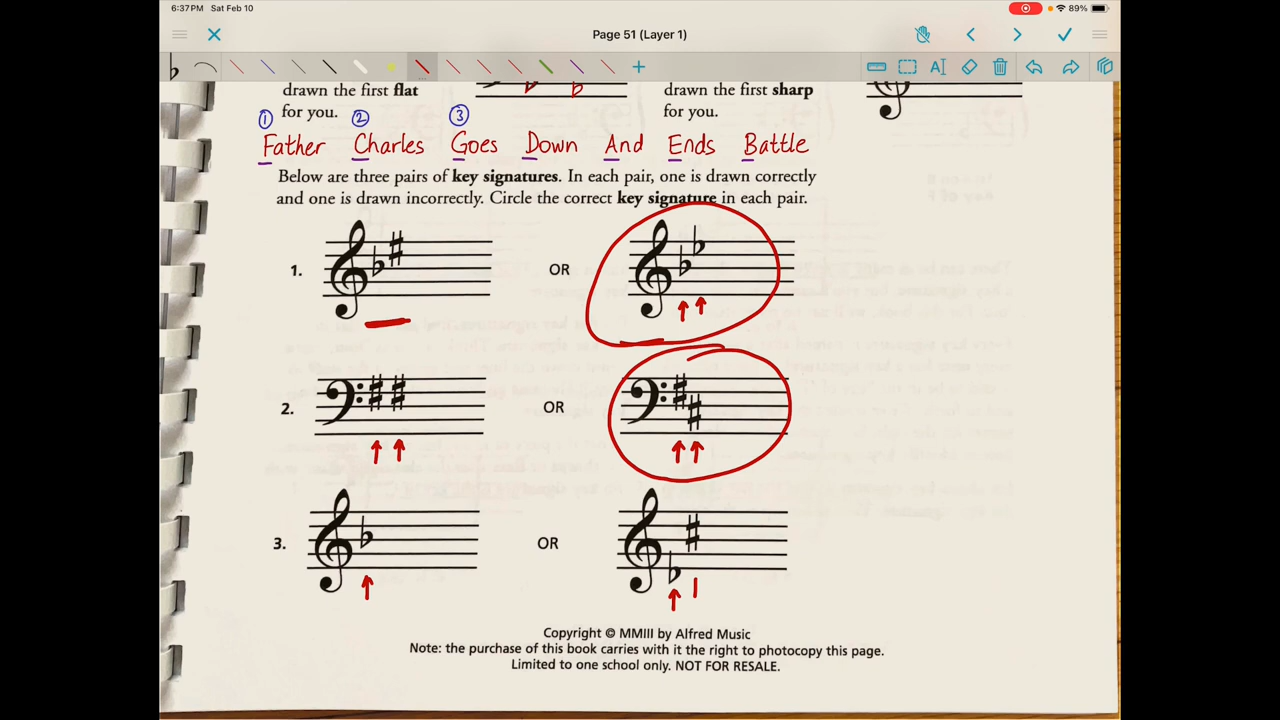 6:37 PM Sat Feb 10
89%
Page 51 (Layer 1)
drawn the first flat
for you.
drawn the first sharp
for you.
1 2 3
Father Charles Goes Down And Ends Battle
Below are three pairs of key signatures. In each pair, one is drawn correctly
and one is drawn incorrectly. Circle the correct key signature in each pair.
1. OR
2. OR
3. OR
Copyright © MMIII by Alfred Music
Note: the purchase of this book carries with it the right to photocopy this page.
Limited to one school only. NOT FOR RESALE.